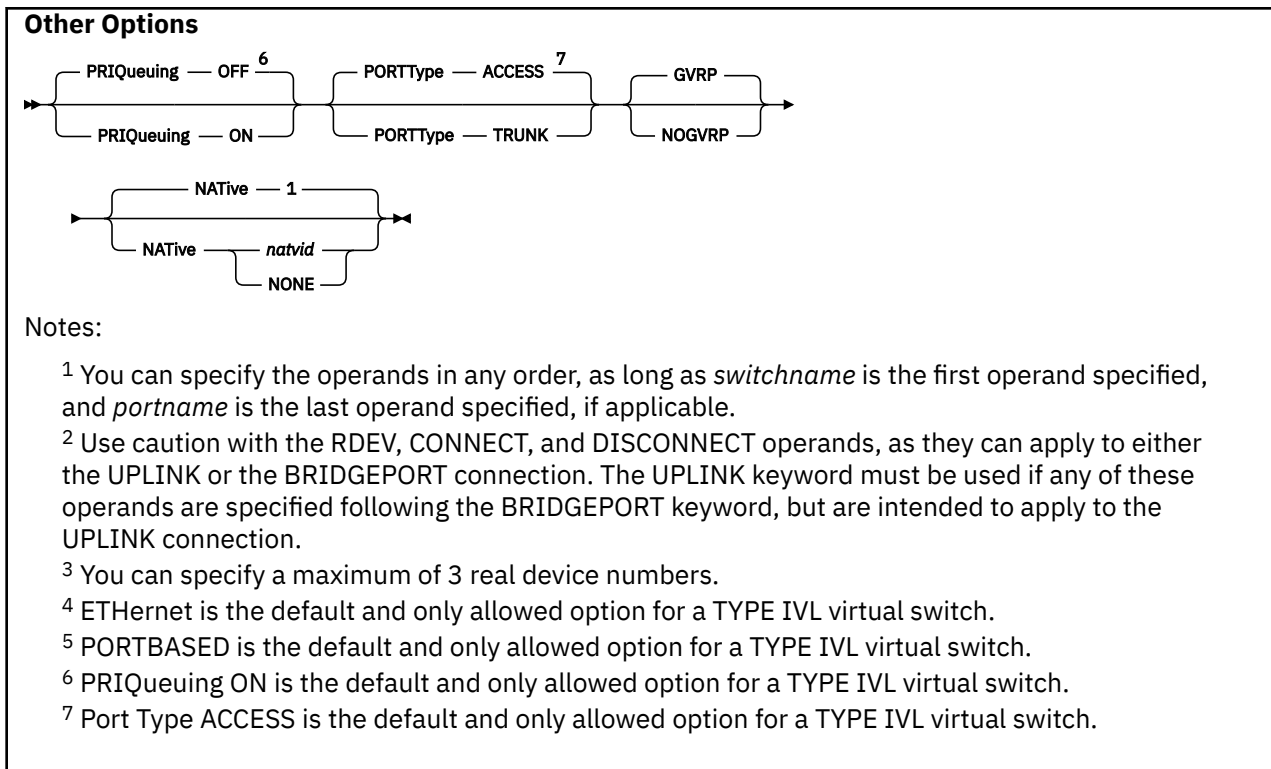 Other Options
PRIQueuing OFF 6 PORTType ACCESS 7 GVRP
PRIQueuing ON PORTType TRUNK NOGVRP
NATive 1
NATive natvid
NONE
Notes:
1 You can specify the operands in any order, as long as switchname is the first operand specified,
and portname is the last operand specified, if applicable.
2 Use caution with the RDEV, CONNECT, and DISCONNECT operands, as they can apply to either
the UPLINK or the BRIDGEPORT connection. The UPLINK keyword must be used if any of these
operands are specified following the BRIDGEPORT keyword, but are intended to apply to the
UPLINK connection.
3 You can specify a maximum of 3 real device numbers.
4 ETHernet is the default and only allowed option for a TYPE IVL virtual switch.
5 PORTBASED is the default and only allowed option for a TYPE IVL virtual switch.
6 PRIQueuing ON is the default and only allowed option for a TYPE IVL virtual switch.
7 Port Type ACCESS is the default and only allowed option for a TYPE IVL virtual switch.